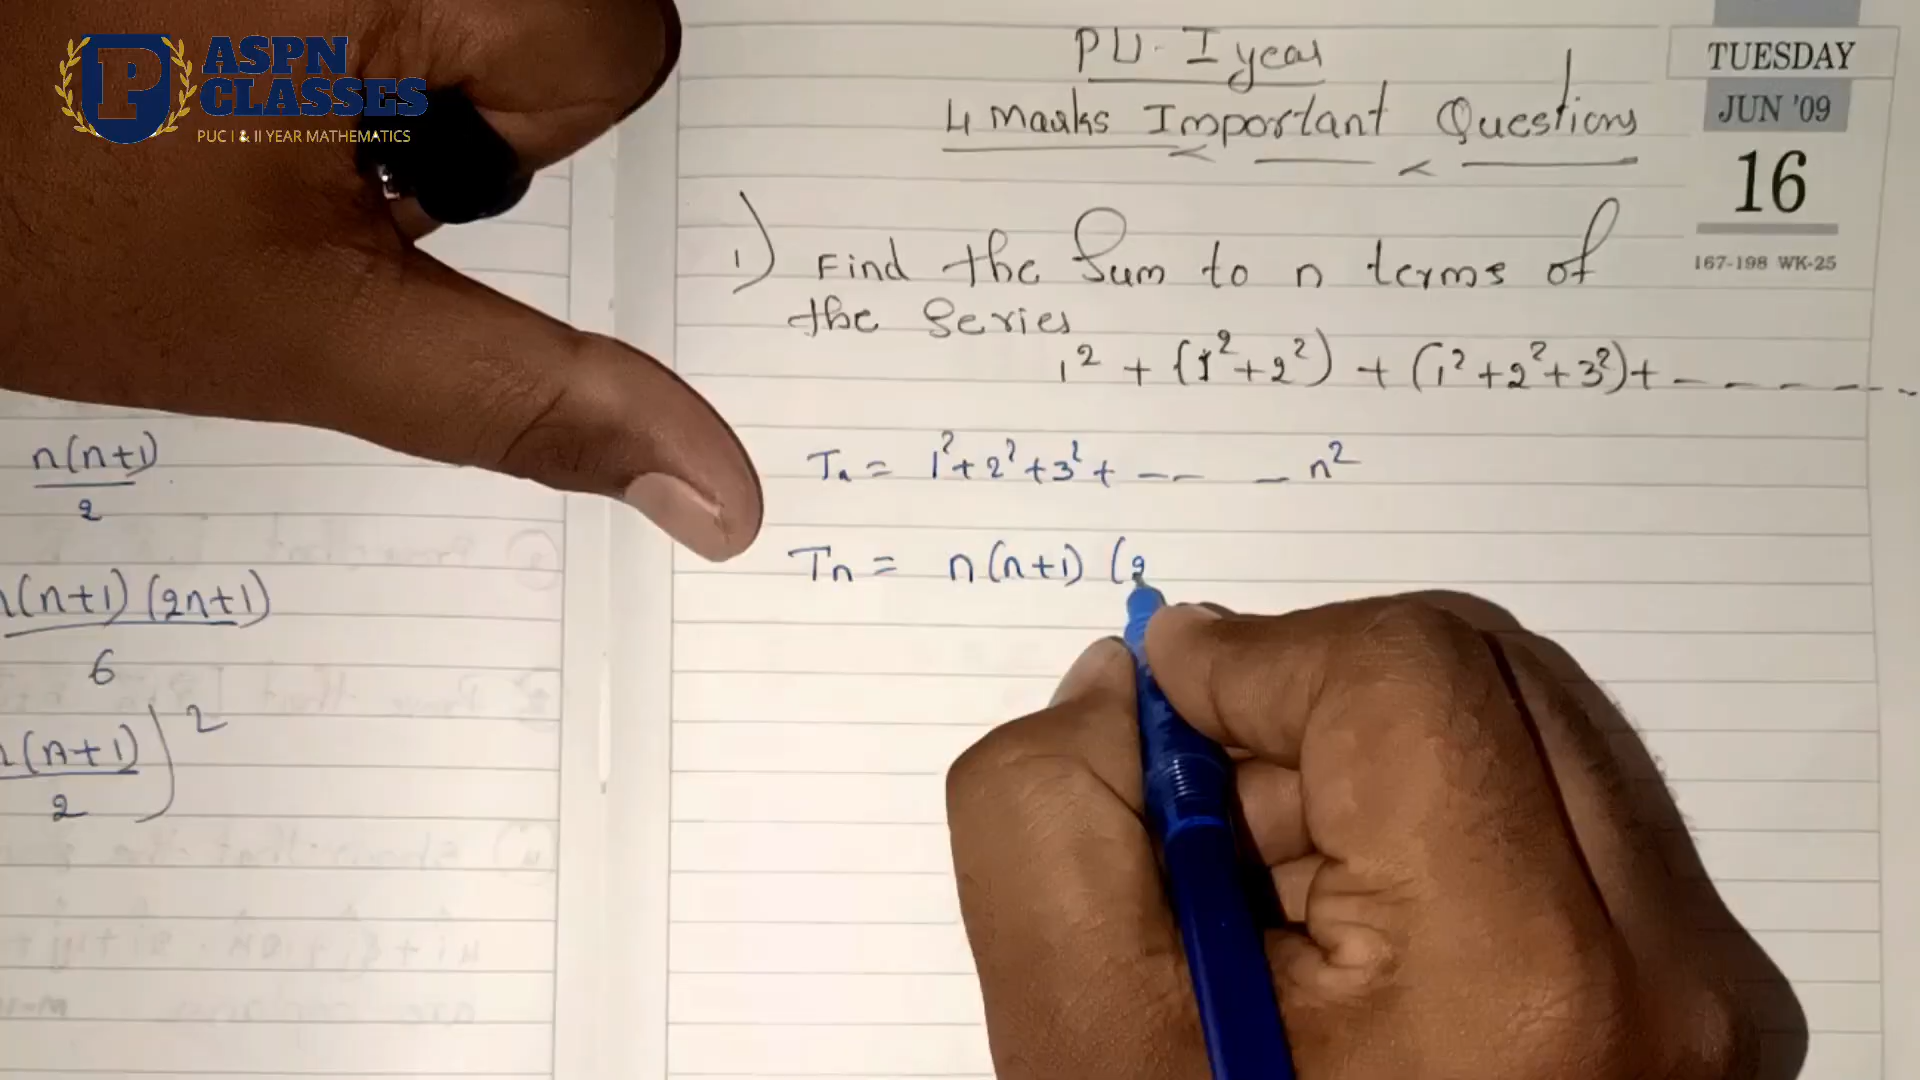 ASPN
CLASSES
PUC I & II YEAR MATHEMATICS
PU- I year
4 Marks Important Questions
TUESDAY
JUN '09
16
167-198 WK-25
1) Find the Sum to n terms of
the Series
1² + (1²+2²) + (1²+2²+3²)+ - - - - - -
Tn = 1²+2²+3²+ -- - n²
Tn = n(n+1) (2
n(n+1)
2
n(n+1) (2n+1)
6
n(n+1) )²
2